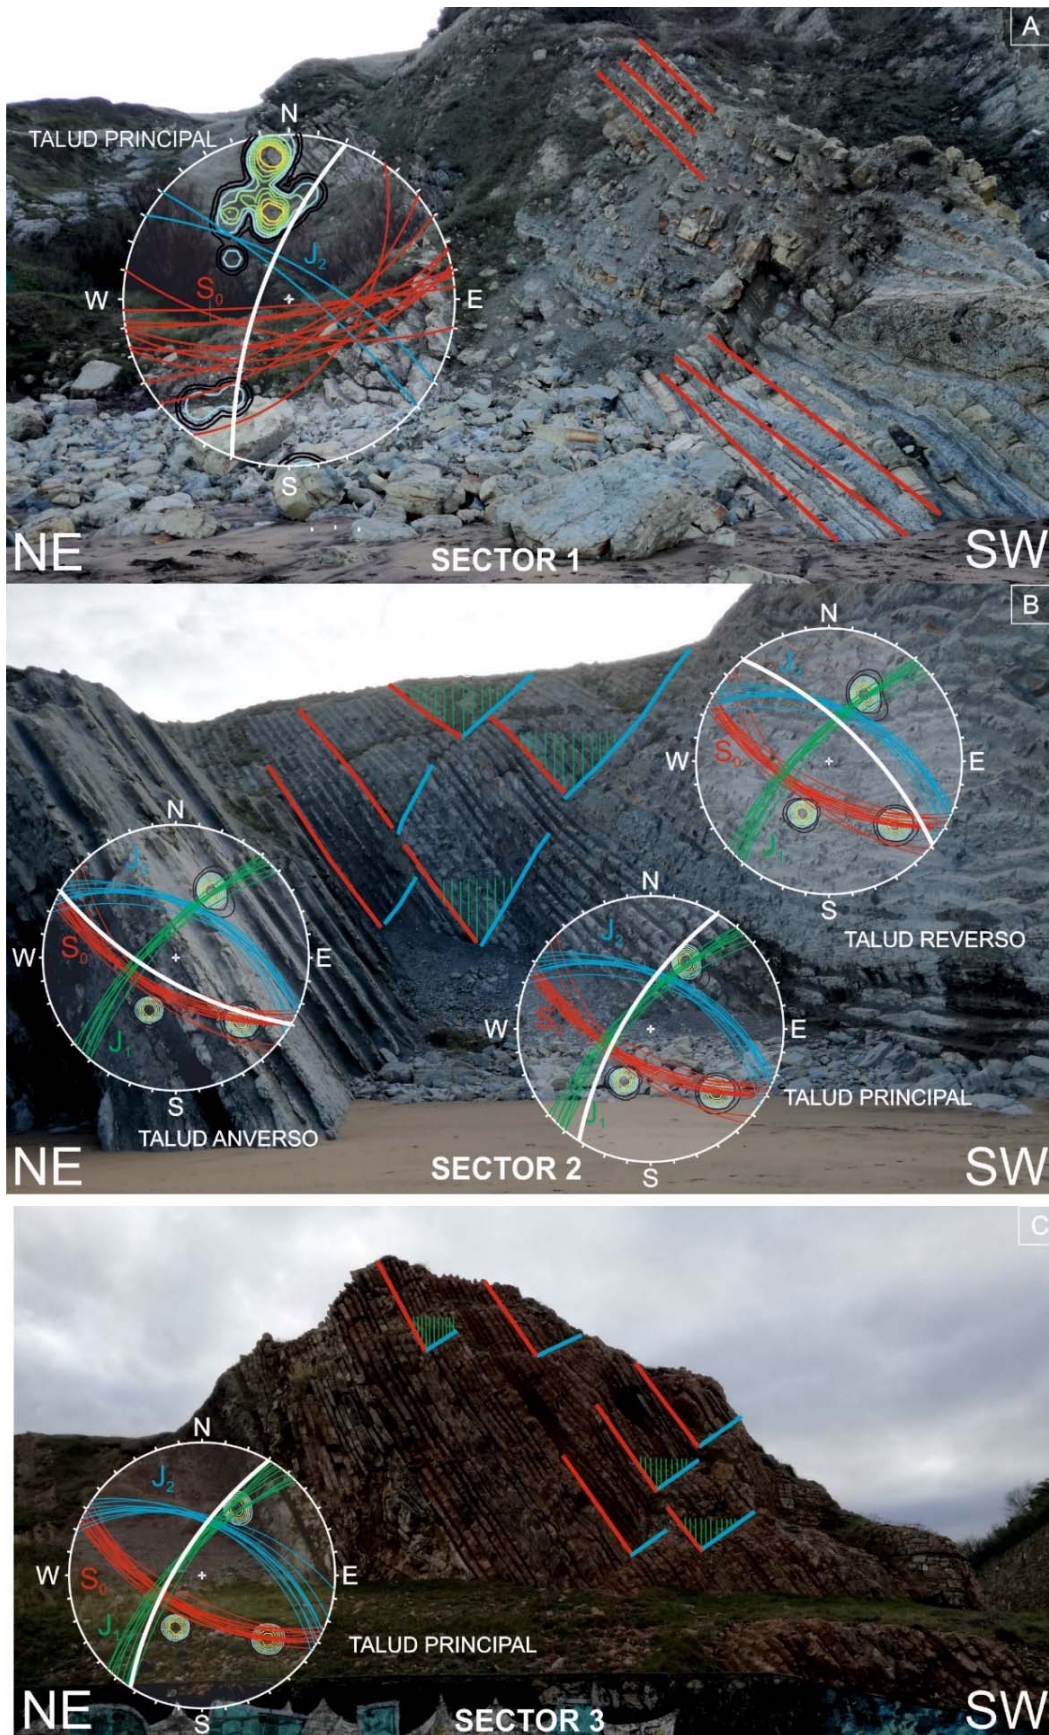 A
TALUD PRINCIPAL
N
J₂
S₀
W
E
S
NE
SECTOR 1
SW
B
N
J₂
S₀
W
E
J₁
S
TALUD REVERSO
N
J₂
S₀
W
E
J₁
S
TALUD ANVERSO
N
J₂
W
S₀
E
J₁
S
TALUD PRINCIPAL
NE
SECTOR 2
SW
C
N
J₂
W
S₀
E
J₁
S
TALUD PRINCIPAL
NE
SECTOR 3
SW